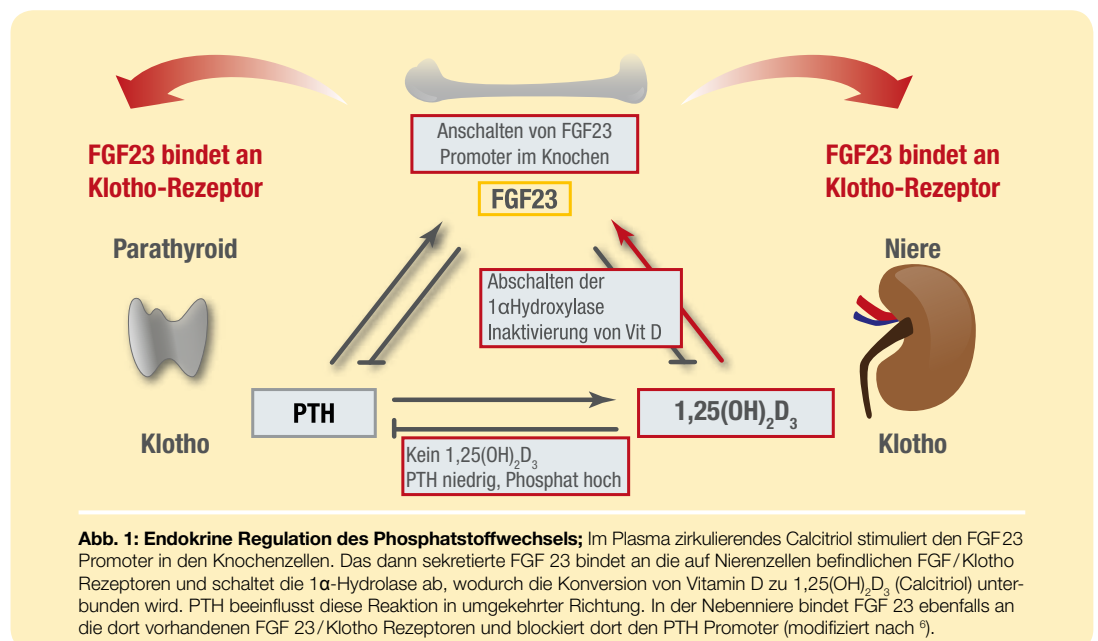 Anschalten von FGF23
Promoter im Knochen
FGF23
FGF23 bindet an
Klotho-Rezeptor
FGF23 bindet an
Klotho-Rezeptor
Parathyroid
Niere
Abschalten der
1αHydroxylase
Inaktivierung von Vit D
PTH
1,25(OH)₂D₃
Klotho
Klotho
Kein 1,25(OH)₂D₃
PTH niedrig, Phosphat hoch
Abb. 1: Endokrine Regulation des Phosphatstoffwechsels; Im Plasma zirkulierendes Calcitriol stimuliert den FGF23
Promoter in den Knochenzellen. Das dann sekretierte FGF 23 bindet an die auf Nierenzellen befindlichen FGF/Klotho
Rezeptoren und schaltet die 1α-Hydrolase ab, wodurch die Konversion von Vitamin D zu 1,25(OH)₂D₃ (Calcitriol) unter-
bunden wird. PTH beeinflusst diese Reaktion in umgekehrter Richtung. In der Nebenniere bindet FGF 23 ebenfalls an
die dort vorhandenen FGF 23/Klotho Rezeptoren und blockiert dort den PTH Promoter (modifiziert nach ⁶).